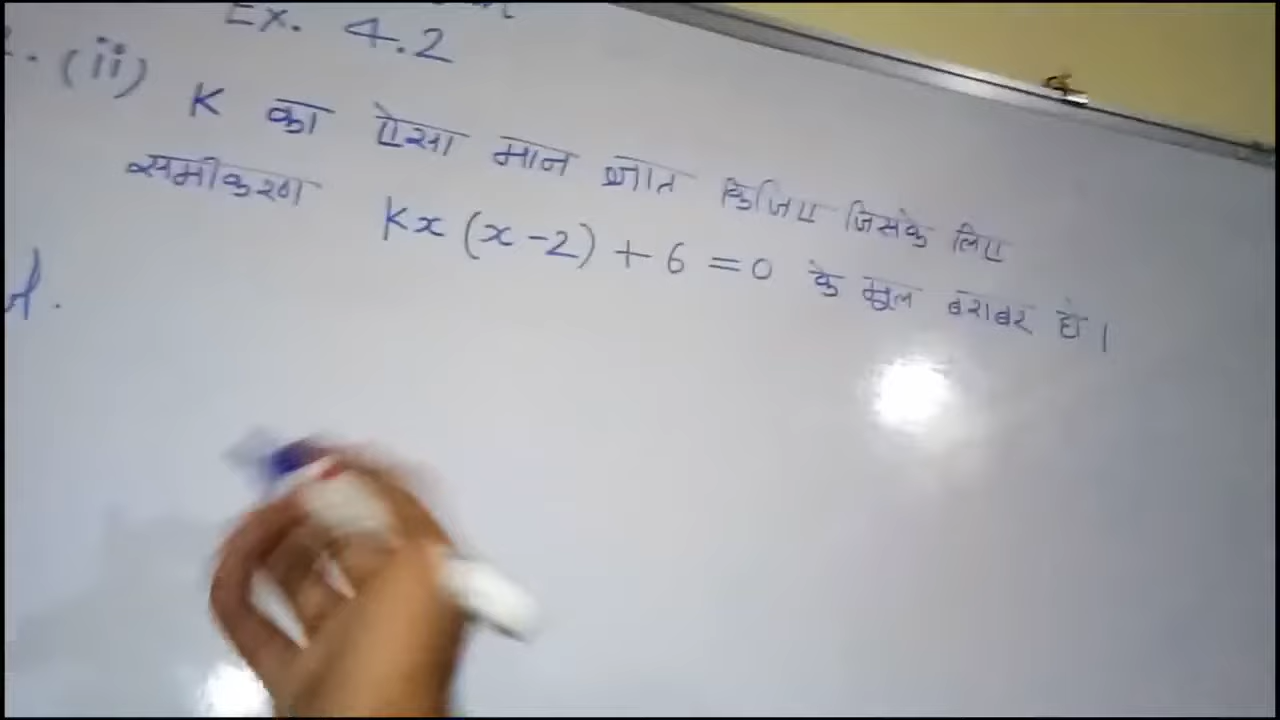 Ex. 4.2
(ii) K का ऐसा मान ज्ञात किजिए जिसके लिए
समीकरण Kx (x-2) + 6 = 0 के मूल बराबर हो।